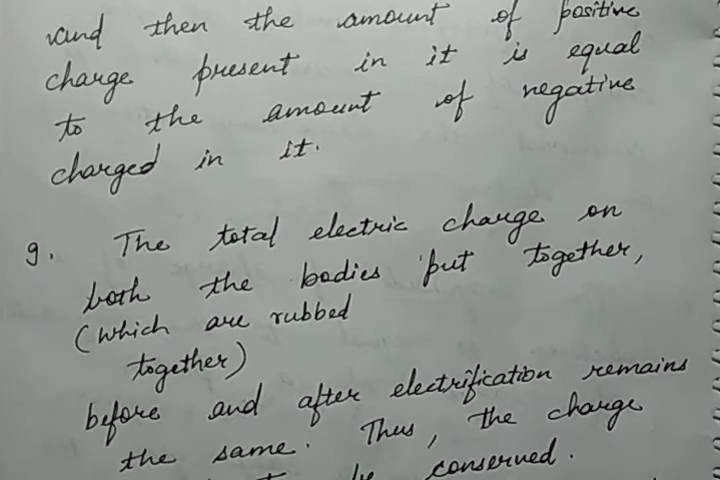 and then the amount of positive
charge present in it is equal
to the amount of negative
charged in it.
9. The total electric charge on
both the bodies put together,
(which are rubbed
together)
before and after electrification remains
the same. Thus, the charge
be conserved.